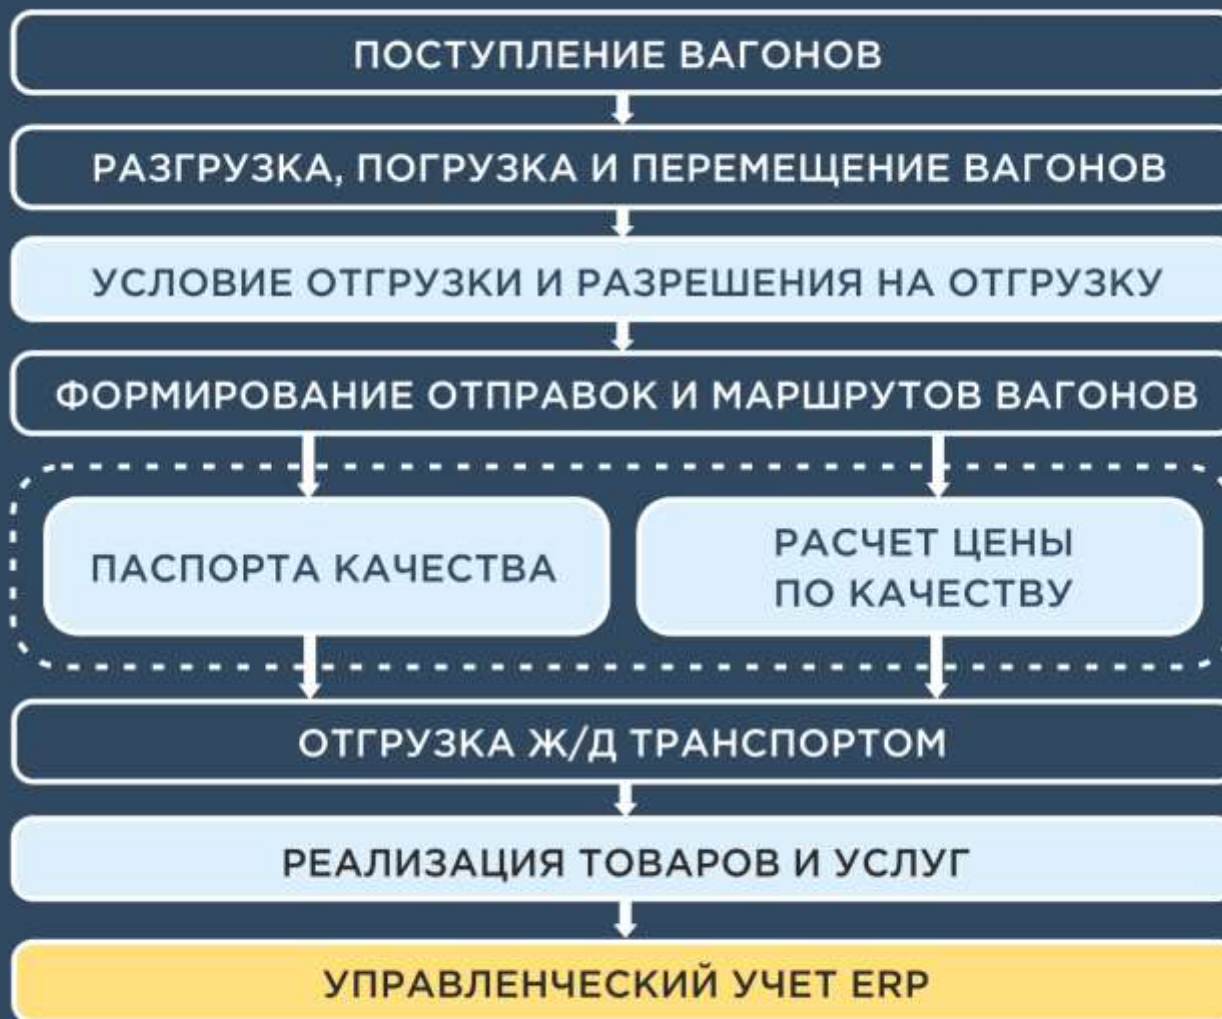 ПОСТУПЛЕНИЕ ВАГОНОВ
РАЗГРУЗКА, ПОГРУЗКА И ПЕРЕМЕЩЕНИЕ ВАГОНОВ
УСЛОВИЕ ОТГРУЗКИ И РАЗРЕШЕНИЯ НА ОТГРУЗКУ
ФОРМИРОВАНИЕ ОТПРАВОК И МАРШРУТОВ ВАГОНОВ
ПАСПОРТА КАЧЕСТВА
РАСЧЕТ ЦЕНЫ
ПО КАЧЕСТВУ
ОТГРУЗКА Ж/Д ТРАНСПОРТОМ
РЕАЛИЗАЦИЯ ТОВАРОВ И УСЛУГ
УПРАВЛЕНЧЕСКИЙ УЧЕТ ERP